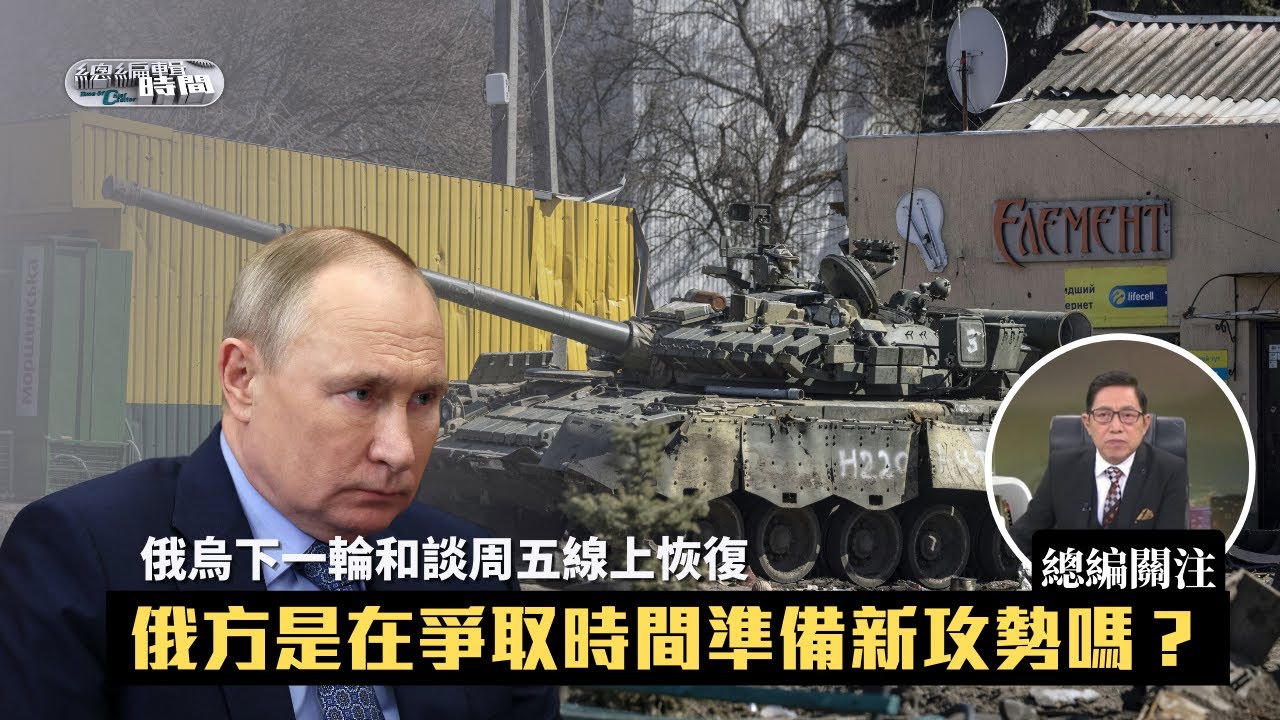 總編輯時間
моршинська
ЕЛЕМЕНТ
lifecell
H220
俄烏下一輪和談周五線上恢復
總編關注
俄方是在爭取時間準備新攻勢嗎？